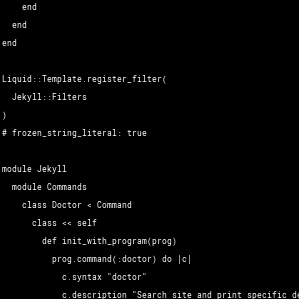 end
end
end
Liquid::Template.register_filter(
Jekyll::Filters
)
# frozen_string_literal: true
module Jekyll
module Commands
class Doctor < Command
class << self
def init_with_program(prog)
prog.command(:doctor) do |c|
c.syntax "doctor"
c.description "Search site and print specific